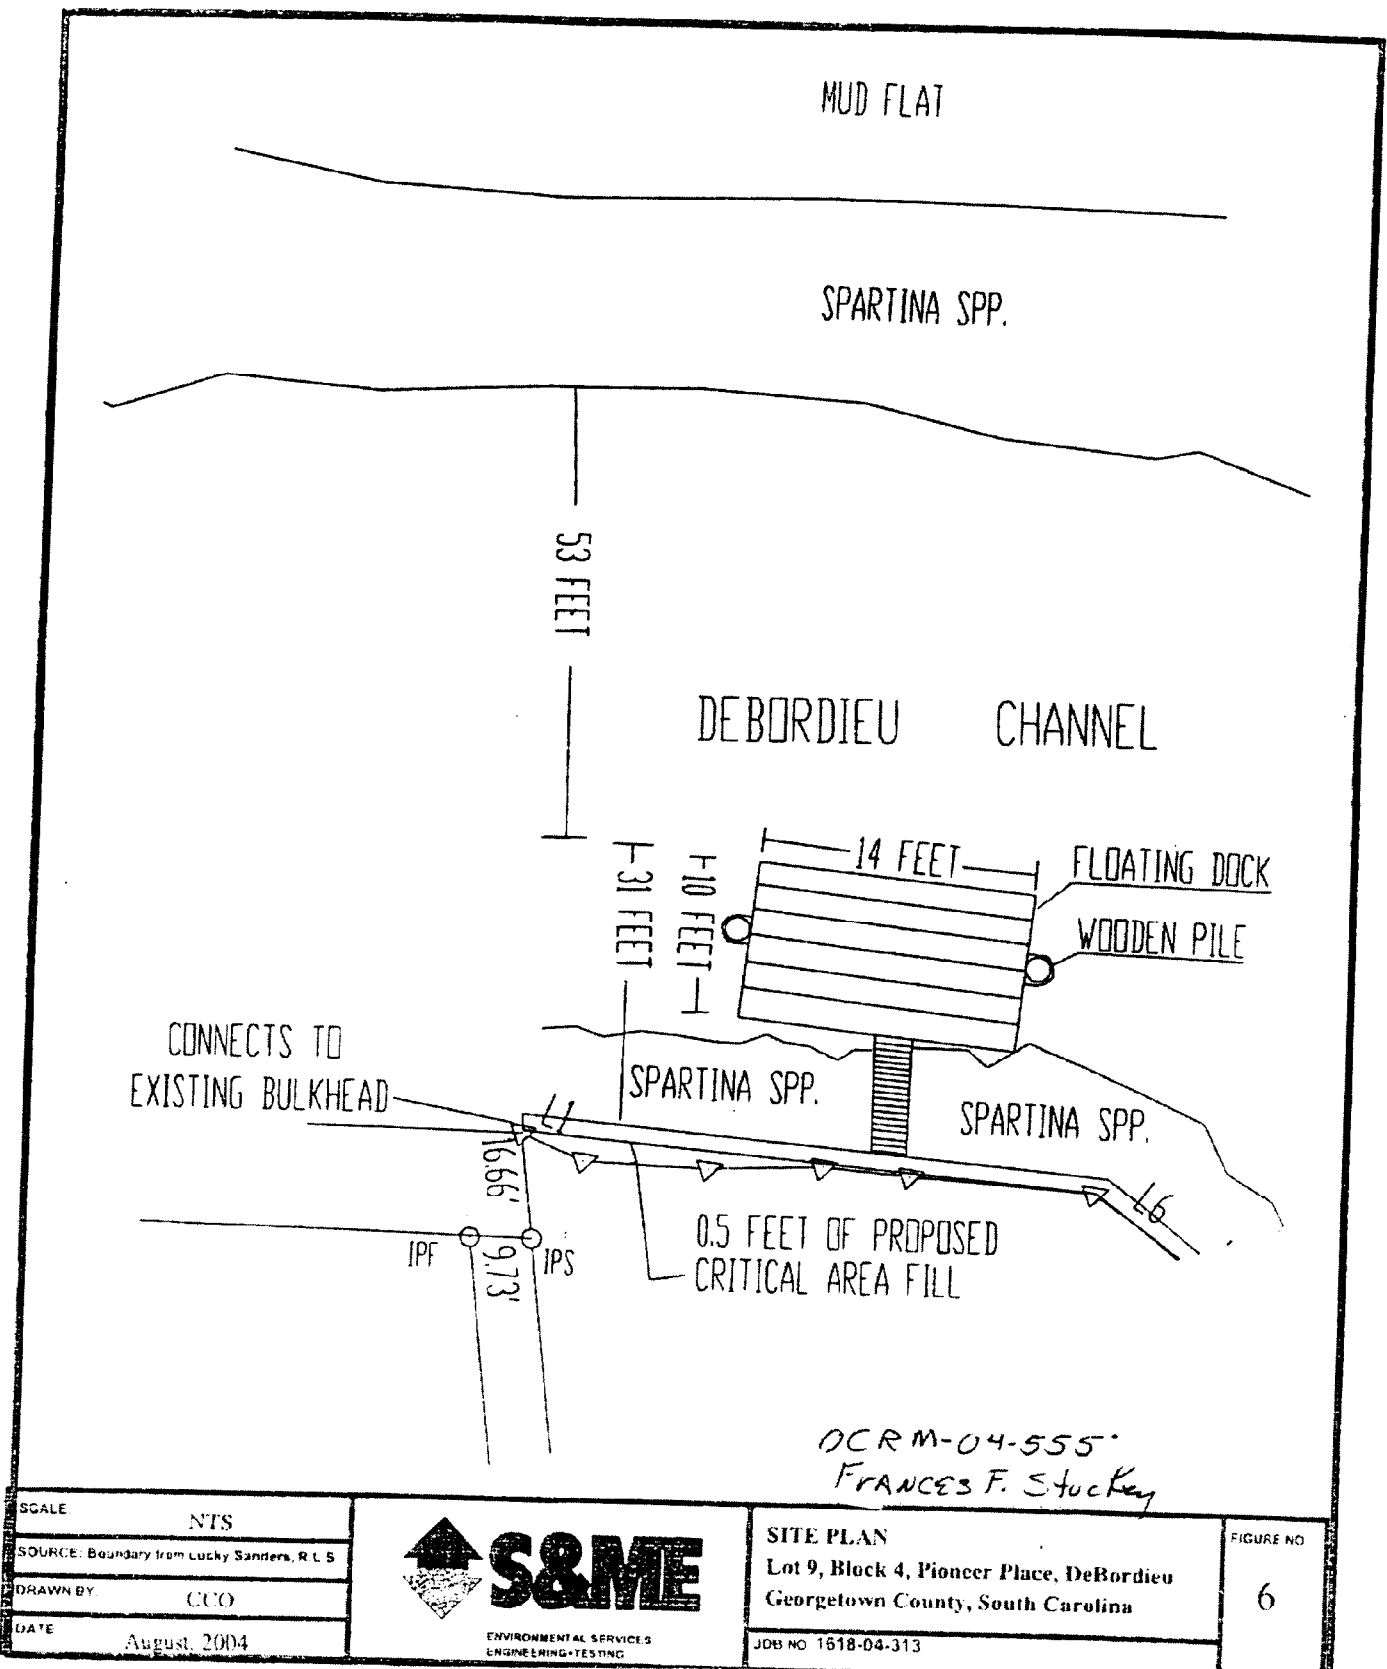 MUD FLAT
SPARTINA SPP.
53 FEET
DEBORDIEU CHANNEL
14 FEET
FLOATING DOCK
31 FEET
10 FEET
WOODEN PILE
CONNECTS TO
EXISTING BULKHEAD
SPARTINA SPP.
SPARTINA SPP.
L1
16.66'
L6
0.5 FEET OF PROPOSED
CRITICAL AREA FILL
IPF
9.73'
IPS
OCRM-04-555
FRANCES F. Stuckey
SCALE
NTS
SOURCE: Boundary from Lucky Sanders, R.L.S
DRAWN BY:
CCO
DATE
August, 2004
S&ME
ENVIRONMENTAL SERVICES
ENGINEERING•TESTING
SITE PLAN
Lot 9, Block 4, Pioneer Place, DeBordieu
Georgetown County, South Carolina
JOB NO 1618-04-313
FIGURE NO
6